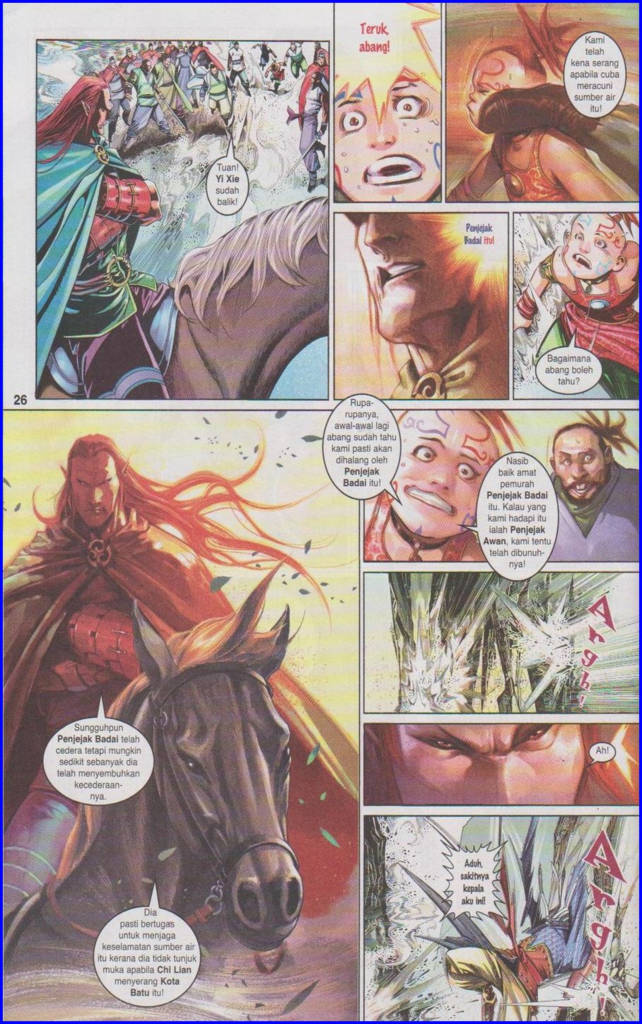 Tuan!
Yi Xie
sudah
balik!
Teruk,
abang!
Kami
telah
kena serang
apabila cuba
meracuni
sumber air
itu!
Penjejak
Badai itu!
Bagaimana
abang boleh
tahu?
26
Rupa-
rupanya,
awal-awal lagi
abang sudah tahu
kami pasti akan
dihalang oleh
Penjejak
Badai itu!
Nasib
baik amat
pemurah
Penjejak Badai
itu. Kalau yang
kami hadapi itu
ialah Penjejak
Awan, kami tentu
telah dibunuh-
nya!
Sungguhpun
Penjejak Badai telah
cedera tetapi mungkin
sedikit sebanyak dia
telah menyembuhkan
kecederaan-
nya.
Dia
pasti bertugas
untuk menjaga
keselamatan sumber air
itu kerana dia tidak tunjuk
muka apabila Chi Lian
menyerang Kota
Batu itu!
Argh!
Ah!
Aduh,
sakitnya
kepala
aku ini!
Argh!